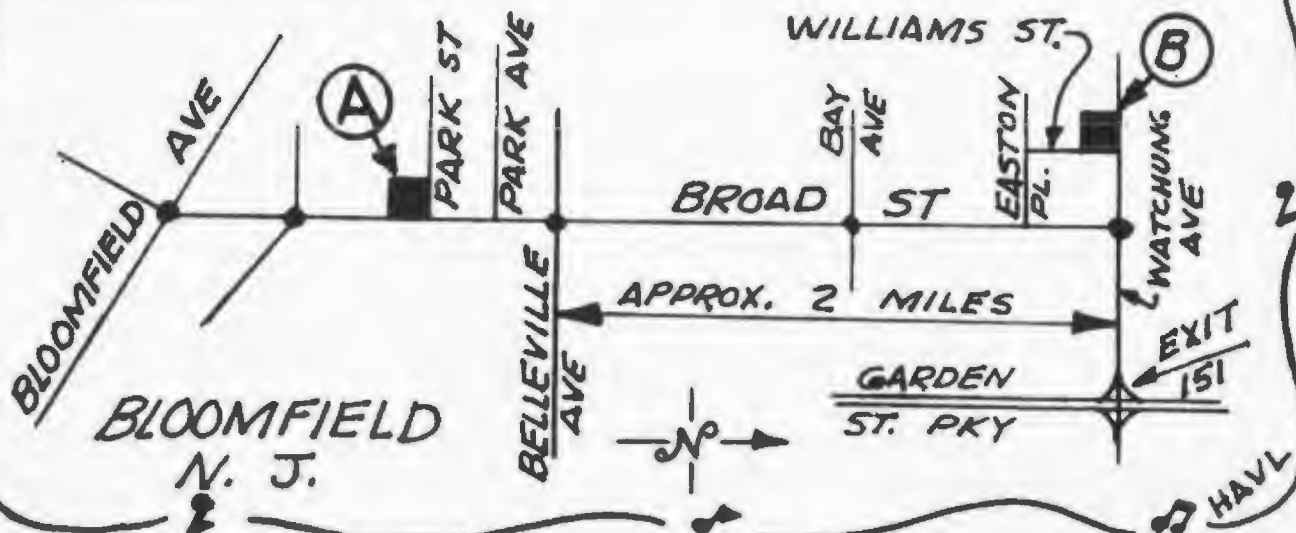 WILLIAMS ST.
B
A
PARK ST
PARK AVE
BLOOMFIELD AVE
BAY AVE
EASTON PL.
BROAD ST
WATCHUNG AVE
BELLEVILLE AVE
APPROX. 2 MILES
EXIT 151
GARDEN
ST. PKY
BLOOMFIELD
N. J.
N
HAVL